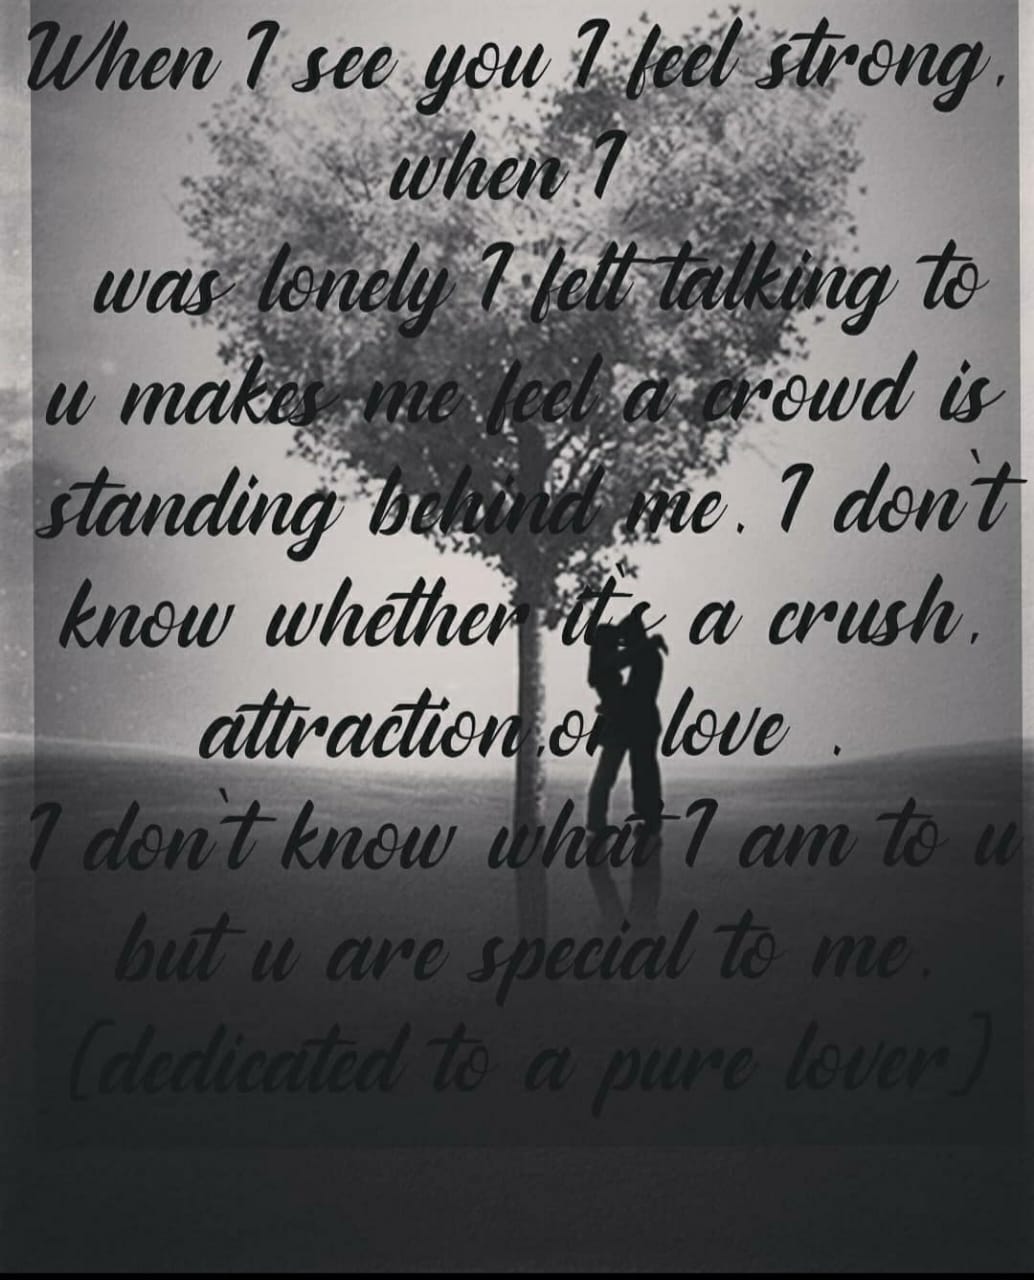 When I see you I feel strong,
when I
was lonely I felt talking to
u makes me feel a crowd is
standing behind me. I don't
know whether it's a crush,
attraction,or love .
I don't know what I am to u
but u are special to me.
(dedicated to a pure lover)